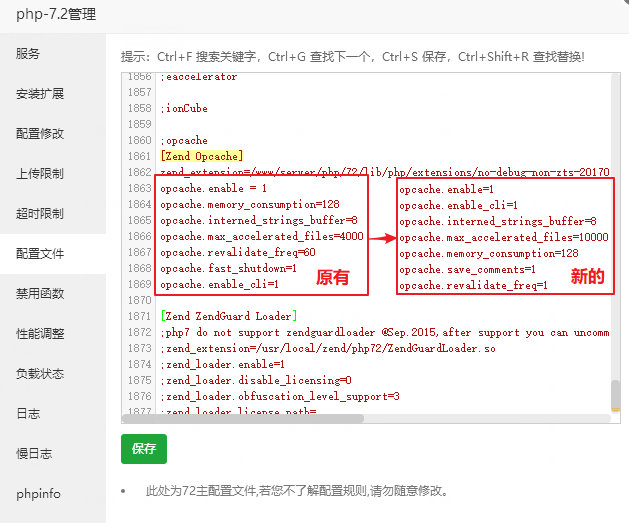 php-7.2管理
服务
安装扩展
配置修改
上传限制
超时限制
配置文件
禁用函数
性能调整
负载状态
日志
慢日志
phpinfo
提示：Ctrl+F 搜索关键字，Ctrl+G 查找下一个，Ctrl+S 保存，Ctrl+Shift+R 查找替换!
1856 ;eaccelerator
1857
1858 ;ionCube
1859
1860 ;opcache
1861 [Zend Opcache]
1862 zend_extension=/www/server/php/72/lib/php/extensions/no-debug-non-zts-20170
1863 opcache.enable = 1
1864 opcache.memory_consumption=128
1865 opcache.interned_strings_buffer=8
1866 opcache.max_accelerated_files=4000
1867 opcache.revalidate_freq=60
1868 opcache.fast_shutdown=1
1869 opcache.enable_cli=1
原有
opcache.enable=1
opcache.enable_cli=1
opcache.interned_strings_buffer=8
opcache.max_accelerated_files=10000
opcache.memory_consumption=128
opcache.save_comments=1
opcache.revalidate_freq=1
新的
1870
1871 [Zend ZendGuard Loader]
1872 ;php7 do not support zendguardloader @Sep.2015,after support you can uncomm
1873 ;zend_extension=/usr/local/zend/php72/ZendGuardLoader.so
1874 ;zend_loader.enable=1
1875 ;zend_loader.disable_licensing=0
1876 ;zend_loader.obfuscation_level_support=3
1877 ;zend_loader.license_path=
保存
• 此处为72主配置文件,若您不了解配置规则,请勿随意修改。